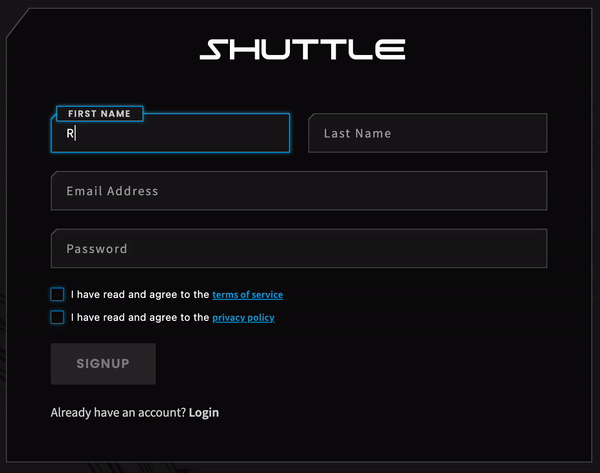 SHUTTLE
FIRST NAME
R
Last Name
Email Address
Password
I have read and agree to the terms of service
I have read and agree to the privacy policy
SIGNUP
Already have an account? Login